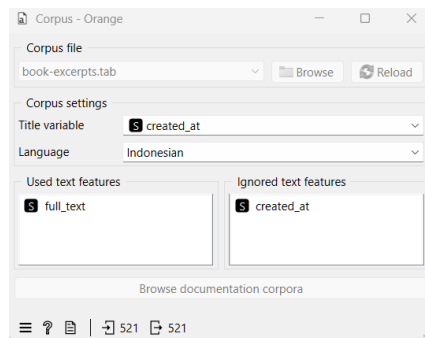 Corpus - Orange
Corpus file
book-excerpts.tab
Browse
Reload
Corpus settings
Title variable
S created_at
Language
Indonesian
Used text features
Ignored text features
S full_text
S created_at
Browse documentation corpora
? 521 521